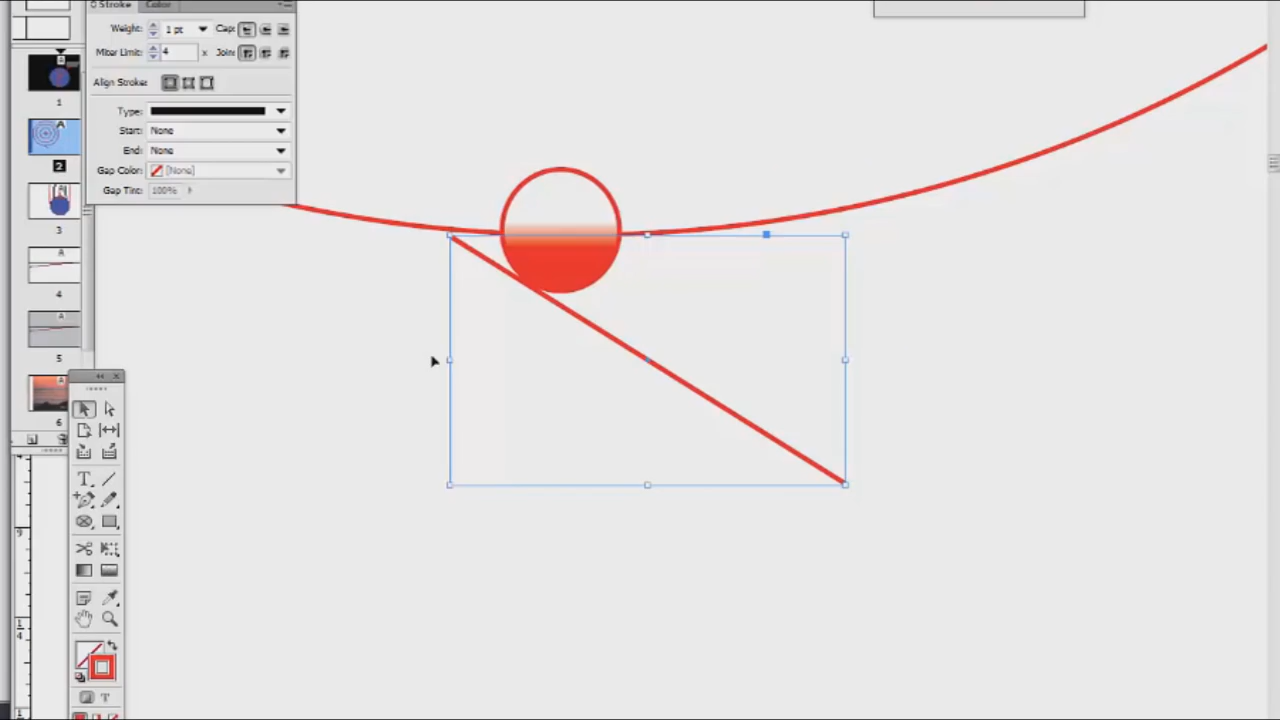 Stroke Color
Weight: 1 pt Cap:
Miter Limit: 4 x Join:
Align Stroke:
Type:
Start: None
End: None
Gap Color: [None]
Gap Tint: 100%
A
1
A
2
A
3
A
4
A
5
A
6
T
T